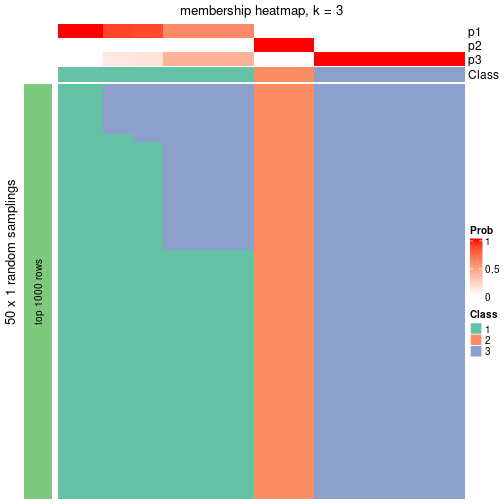 membership heatmap, k = 3
p1
p2
p3
Class
50 x 1 random samplings
top 1000 rows
Prob
1
0.5
0
Class
1
2
3